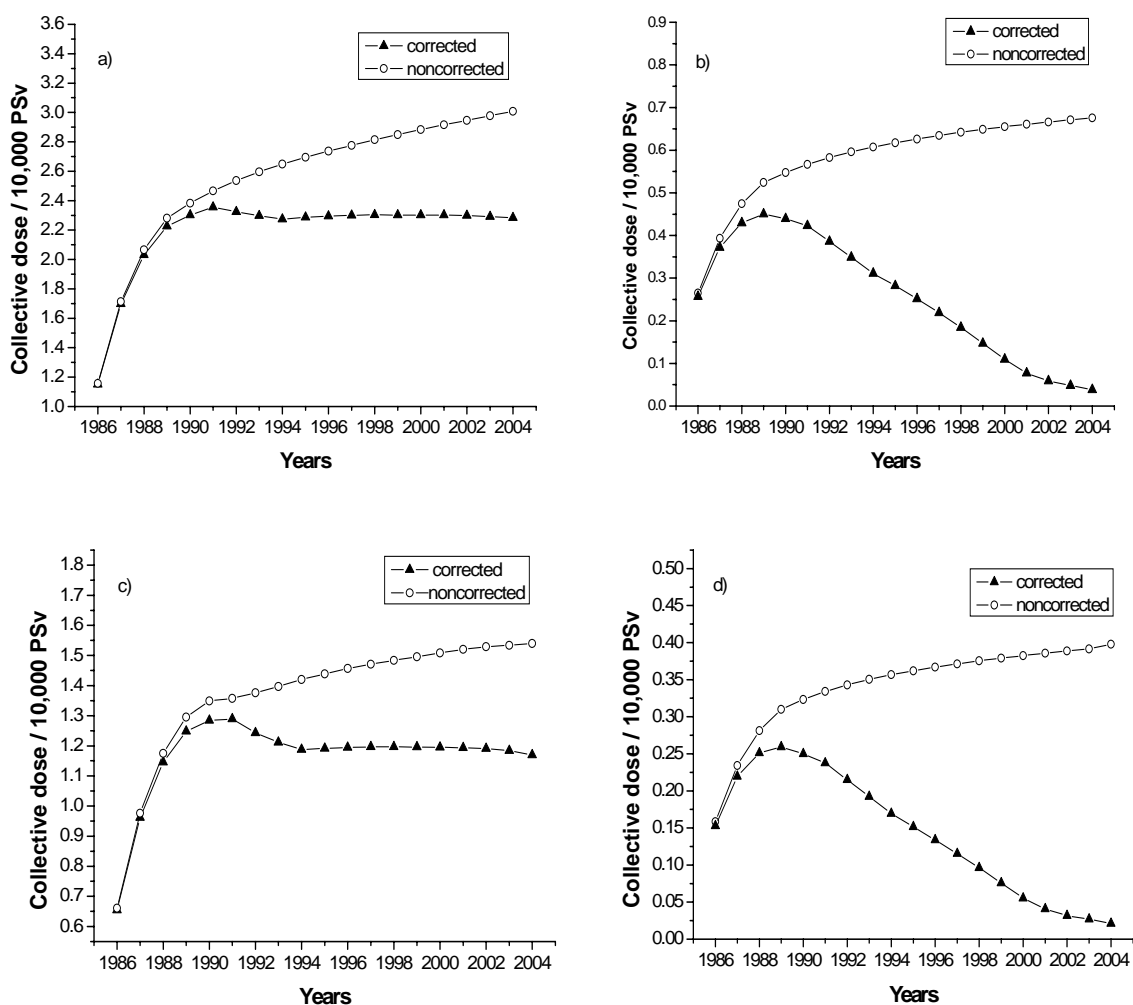 a)
corrected
noncorrected
Collective dose / 10,000 PSv
3.6
3.4
3.2
3.0
2.8
2.6
2.4
2.2
2.0
1.8
1.6
1.4
1.2
1.0
1986 1988 1990 1992 1994 1996 1998 2000 2002 2004
Years
b)
corrected
noncorrected
Collective dose / 10,000 PSv
0.9
0.8
0.7
0.6
0.5
0.4
0.3
0.2
0.1
0.0
1986 1988 1990 1992 1994 1996 1998 2000 2002 2004
Years
c)
corrected
noncorrected
Collective dose / 10,000 PSv
1.8
1.7
1.6
1.5
1.4
1.3
1.2
1.1
1.0
0.9
0.8
0.7
0.6
1986 1988 1990 1992 1994 1996 1998 2000 2002 2004
Years
d)
corrected
noncorrected
Collective dose / 10,000 PSv
0.50
0.45
0.40
0.35
0.30
0.25
0.20
0.15
0.10
0.05
0.00
1986 1988 1990 1992 1994 1996 1998 2000 2002 2004
Years